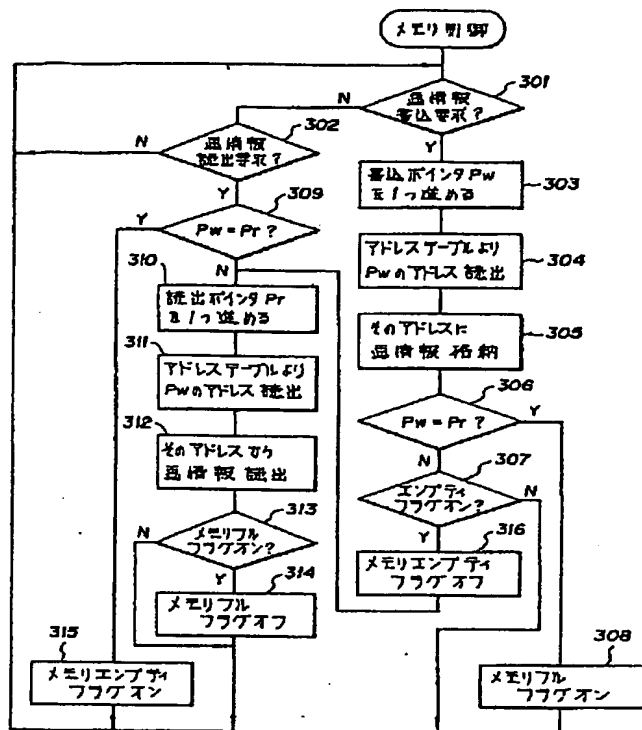 メモリ制御
301
画情報
書込要求?
N
Y
302
画情報
読出要求?
N
Y
303
書込ポインタPw
を1つ進める
309
Pw=Pr?
Y
N
304
アドレステーブルより
Pwのアドレス読出
310
読出ポインタPr
を1つ進める
305
そのアドレスに
画情報格納
311
アドレステーブルより
Pwのアドレス読出
306
Pw=Pr?
Y
N
312
そのアドレスから
画情報読出
307
エンプティ
フラグオン?
N
Y
313
メモリフル
フラグオン?
N
Y
316
メモリエンプティ
フラグオフ
314
メモリフル
フラグオフ
315
メモリエンプティ
フラグオン
308
メモリフル
フラグオン